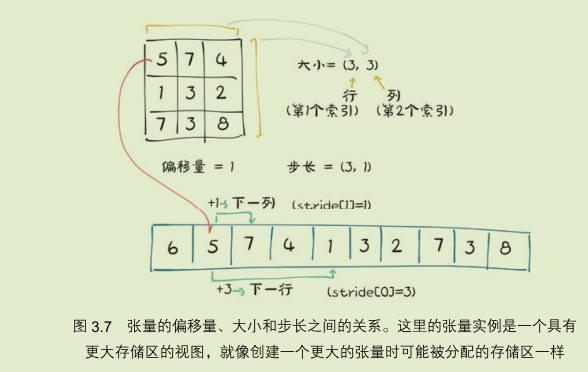 5 7 4
大小= (3, 3)
1 3 2
行 列
(第1个索引) (第2个索引)
7 3 8
偏移量 = 1 步长 = (3, 1)
+1→ 下一列 (stride[1]=1)
6 5 7 4 1 3 2 7 3 8
+3→ 下一行 (stride[0]=3)
图 3.7 张量的偏移量、大小和步长之间的关系。这里的张量实例是一个具有
更大存储区的视图，就像创建一个更大的张量时可能被分配的存储区一样